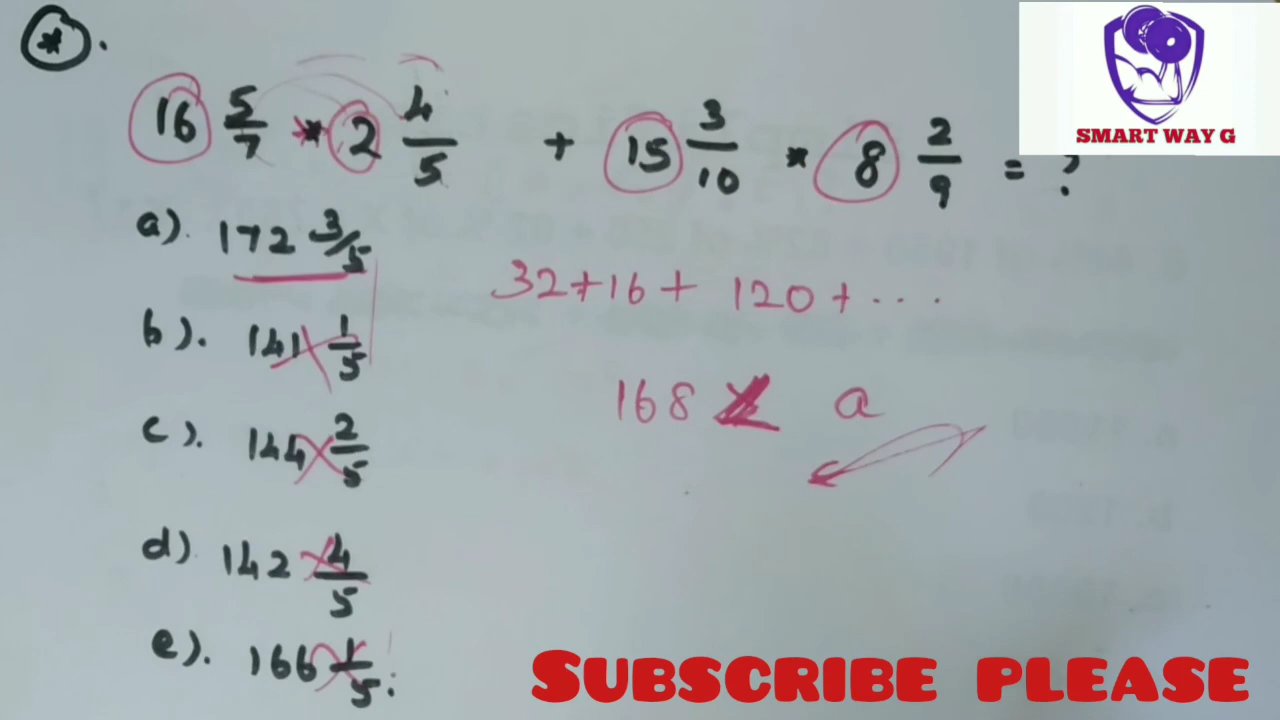 *.
16 5/7 * 2 4/5 + 15 3/10 * 8 2/9 = ?
a). 172 3/5
32+16+ 120+....
b). 141 1/5
168 a
c). 144 2/5
d). 142 4/5
e). 166 1/5
SMART WAY G
SUBSCRIBE PLEASE